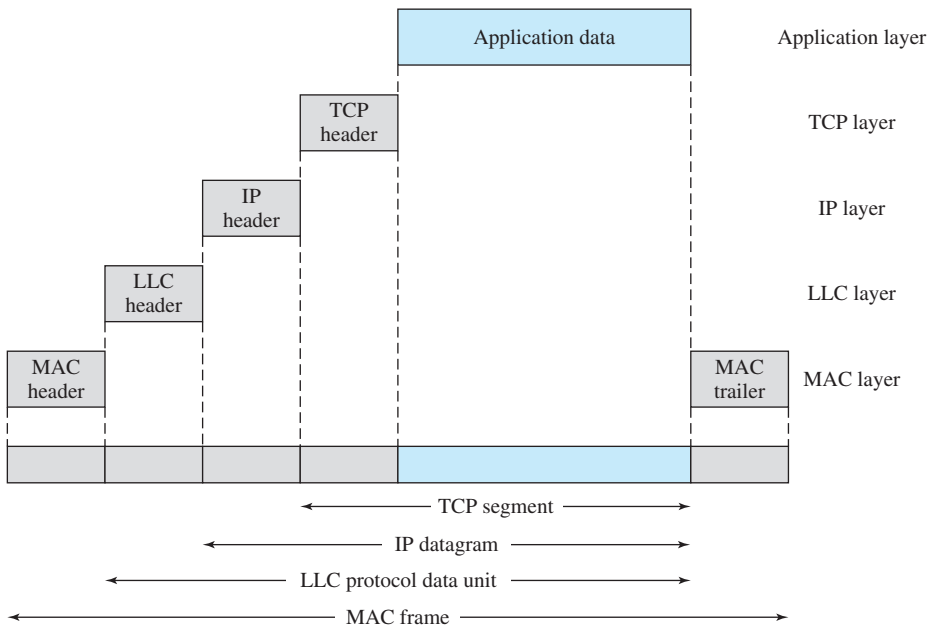 Application data
Application layer
TCP
header
TCP layer
IP
header
IP layer
LLC
header
LLC layer
MAC
header
MAC
trailer
MAC layer
TCP segment
IP datagram
LLC protocol data unit
MAC frame